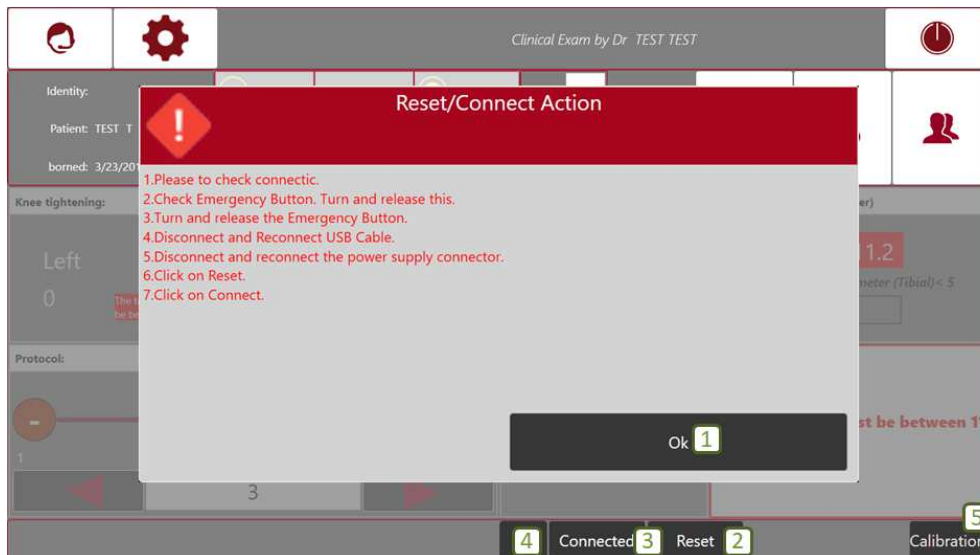 Clinical Exam by Dr TEST TEST
Identity:
Patient: TEST T
borned: 3/23/201
Reset/Connect Action
1.Please to check connectic.
2.Check Emergency Button. Turn and release this.
3.Turn and release the Emergency Button.
4.Disconnect and Reconnect USB Cable.
5.Disconnect and reconnect the power supply connector.
6.Click on Reset.
7.Click on Connect.
Ok 1
Knee tightening:
er)
Left
1.2
meter (Tibial)< 5
0
The t
be be
Protocol:
-
st be between 1
1
3
4 Connected 3 Reset 2
5
Calibration